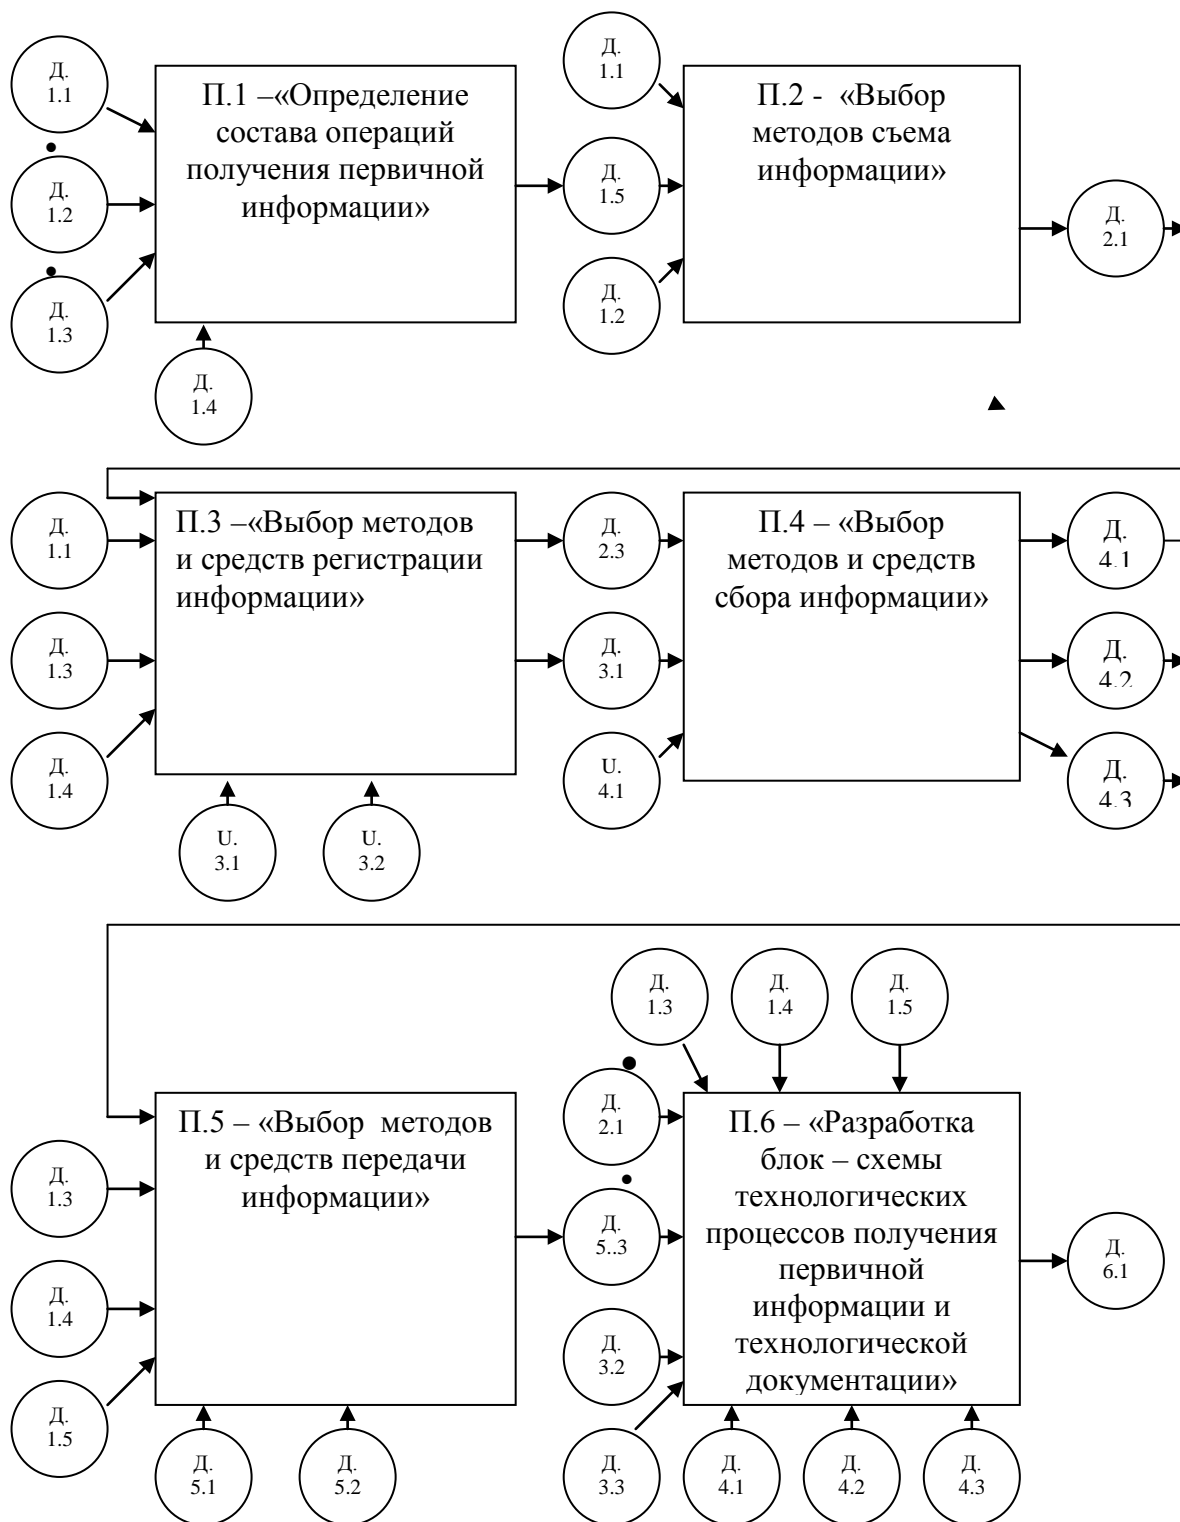 Д.
1.1
Д.
1.2
Д.
1.3
Д.
1.4
П.1 –«Определение
состава операций
получения первичной
информации»
Д.
1.1
Д.
1.5
Д.
1.2
П.2 - «Выбор
методов съема
информации»
Д.
2.1
Д.
1.1
Д.
1.3
Д.
1.4
П.3 –«Выбор методов
и средств регистрации
информации»
U.
3.1
U.
3.2
Д.
2.3
Д.
3.1
U.
4.1
П.4 – «Выбор
методов и средств
сбора информации»
Д.
4.1
Д.
4.2
Д.
4.3
Д.
1.3
Д.
1.4
Д.
1.5
П.5 – «Выбор методов
и средств передачи
информации»
Д.
5.1
Д.
5.2
Д.
1.3
Д.
1.4
Д.
1.5
Д.
2.1
Д.
5..3
Д.
3.2
Д.
3.3
П.6 – «Разработка
блок – схемы
технологических
процессов получения
первичной
информации и
технологической
документации»
Д.
4.1
Д.
4.2
Д.
4.3
Д.
6.1